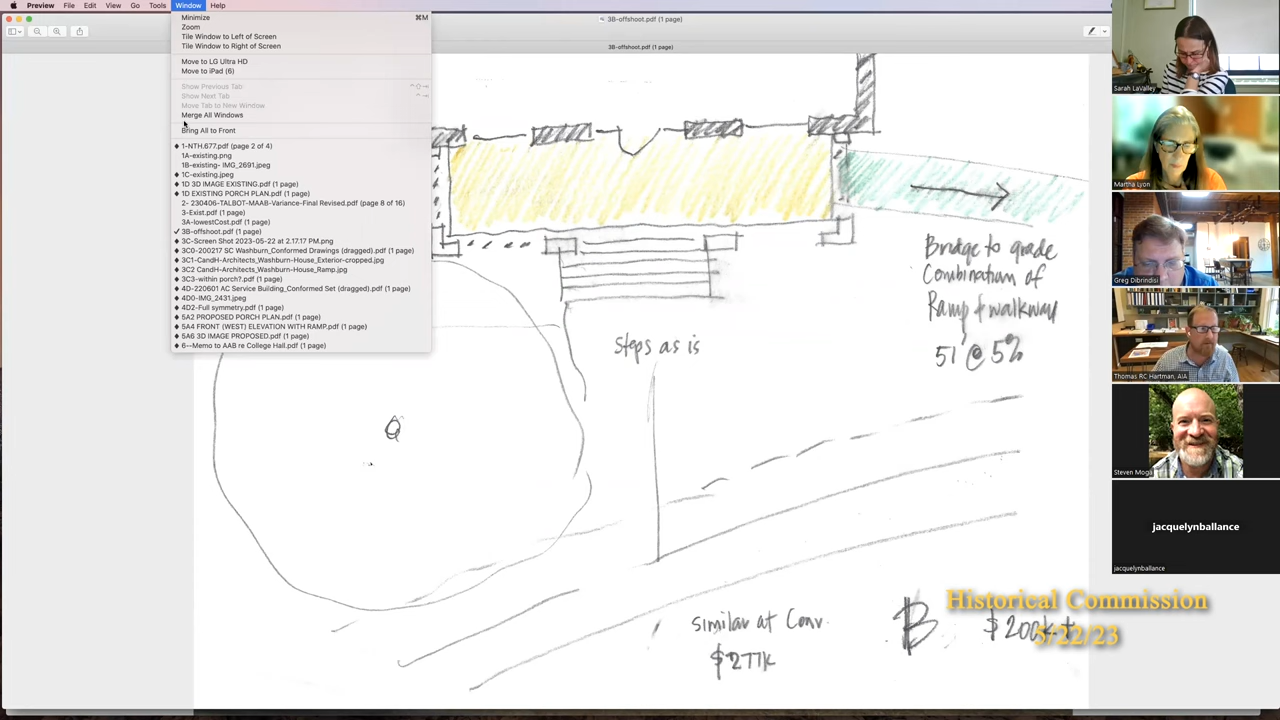 Preview File Edit View Go Tools Window Help
3B-offshoot.pdf (1 page)
3B-offshoot.pdf (1 page)
Minimize ⌘M
Zoom
Tile Window to Left of Screen
Tile Window to Right of Screen
Move to LG Ultra HD
Move to iPad (6)
Show Previous Tab
Show Next Tab
Move Tab to New Window
Merge All Windows
Bring All to Front
1-NTH.677.pdf (page 2 of 4)
1A-existing.png
1B-existing- IMG_2691.jpeg
1C-existing.jpeg
1D 3D IMAGE EXISTING.pdf (1 page)
1D EXISTING PORCH PLAN.pdf (1 page)
2- 230406-TALBOT-MAAB-Variance-Final Revised.pdf (page 8 of 16)
3-Exist.pdf (1 page)
3A-lowestCost.pdf (1 page)
✓ 3B-offshoot.pdf (1 page)
3C-Screen Shot 2023-05-22 at 2.17.17 PM.png
3C0-200217 SC Washburn_Conformed Drawings (dragged).pdf (1 page)
3C1-CandH-Architects_Washburn-House_Exterior-cropped.jpg
3C2 CandH-Architects_Washburn-House_Ramp.jpg
3C3-within porch?.pdf (1 page)
4D-220601 AC Service Building_Conformed Set (dragged).pdf (1 page)
4D0-IMG_2431.jpeg
4D2-Full symmetry.pdf (1 page)
5A2 PROPOSED PORCH PLAN.pdf (1 page)
5A4 FRONT (WEST) ELEVATION WITH RAMP.pdf (1 page)
5A6 3D IMAGE PROPOSED.pdf (1 page)
6--Memo to AAB re College Hall.pdf (1 page)
Bridge to grade
Combination of
Ramp + walkway
51 @ 5%
Steps as is
similar at Conv.
$277k
B
$200k+
Sarah LaValley
Martha Lyon
Greg Dibrindisi
Thomas RC Hartman, AIA
Steven Moga
jacquelynballance
jacquelynballance
Historical Commission
5/22/23